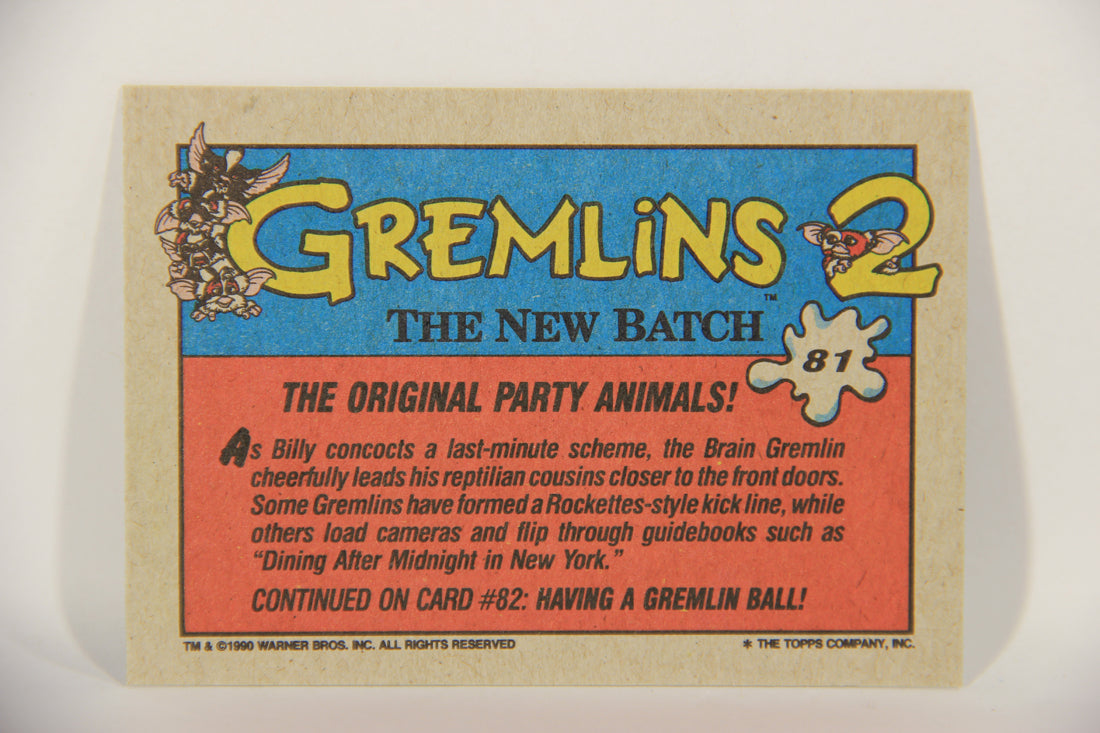 GREMLiNS 2
™
THE NEW BATCH
81
THE ORIGINAL PARTY ANIMALS!
As Billy concocts a last-minute scheme, the Brain Gremlin
cheerfully leads his reptilian cousins closer to the front doors.
Some Gremlins have formed a Rockettes-style kick line, while
others load cameras and flip through guidebooks such as
“Dining After Midnight in New York.”
CONTINUED ON CARD #82: HAVING A GREMLIN BALL!
TM & ©1990 WARNER BROS. INC. ALL RIGHTS RESERVED
* THE TOPPS COMPANY, INC.